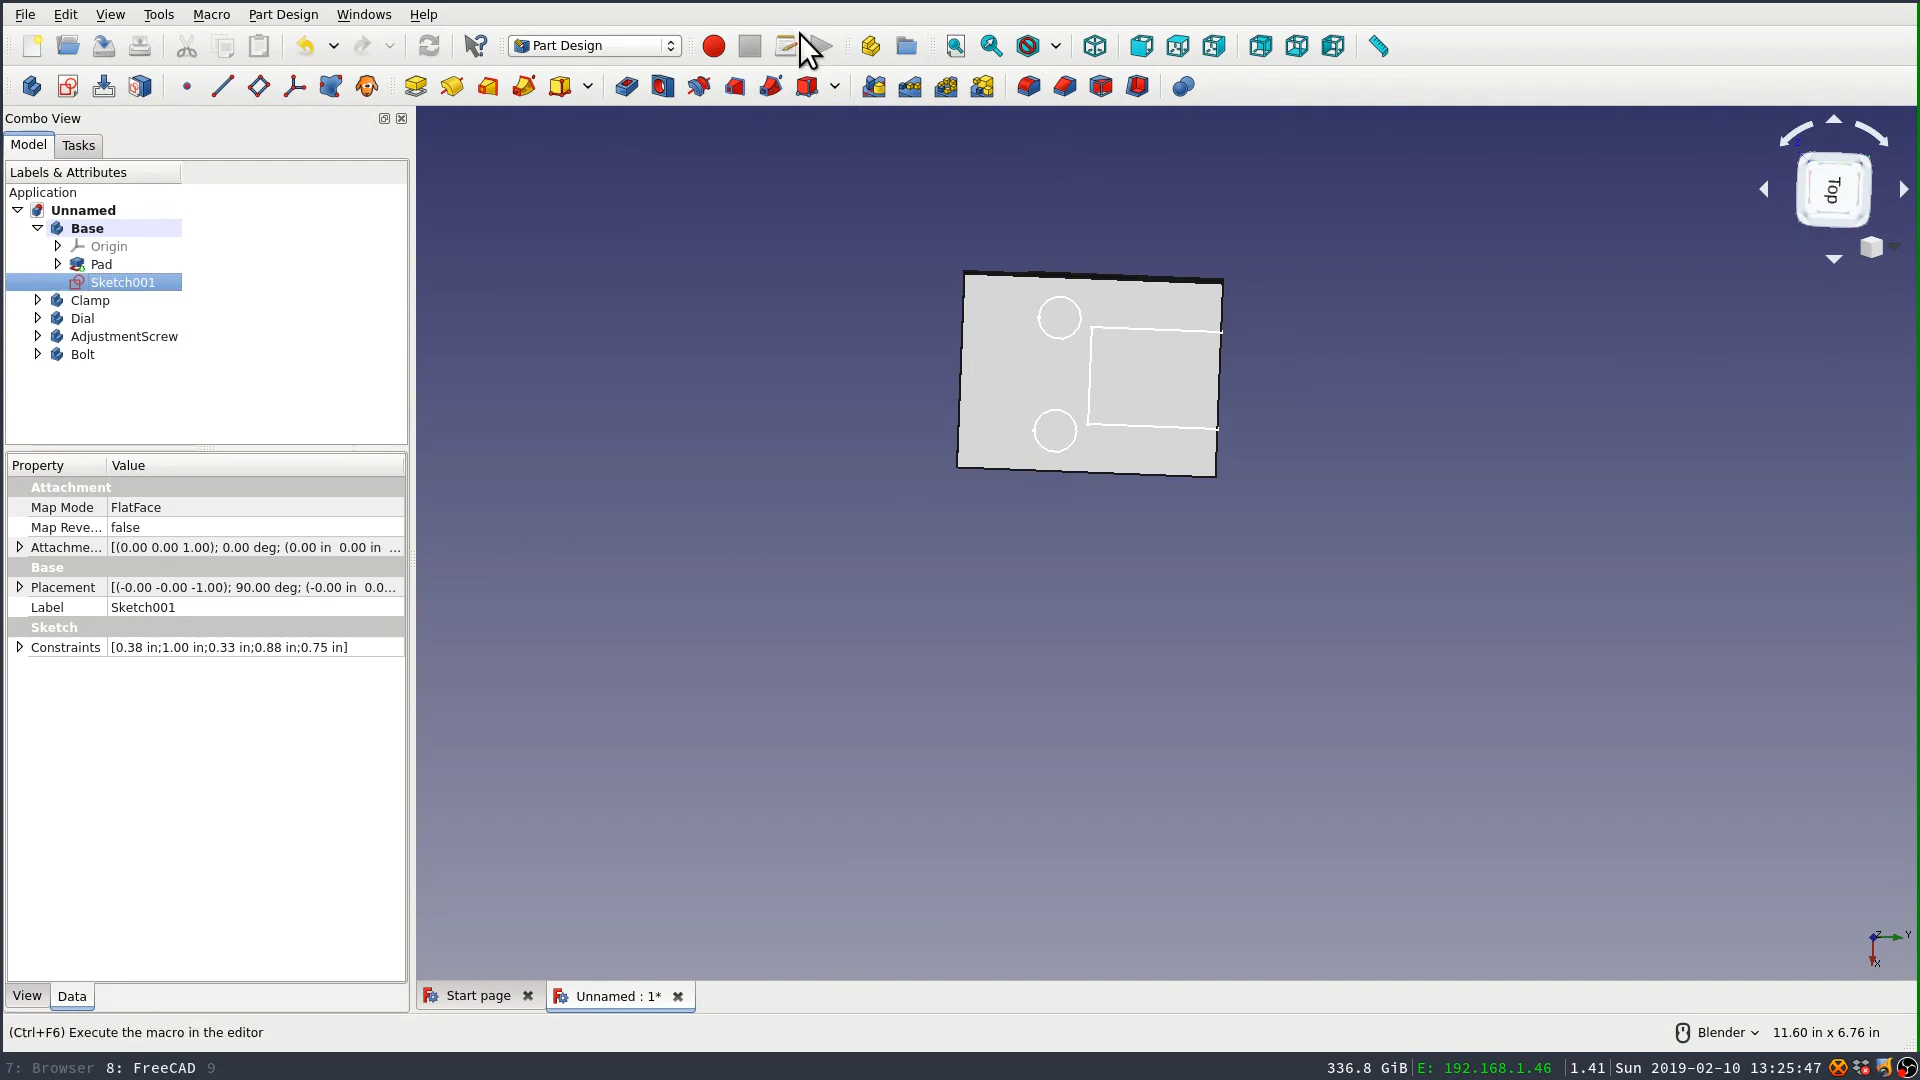 File Edit View Tools Macro Part Design Windows Help
Part Design
Combo View
Model Tasks
Labels & Attributes
Application
Unnamed
Base
Origin
Pad
Sketch001
Clamp
Dial
AdjustmentScrew
Bolt
Top
Z
Property Value
Attachment
Map Mode FlatFace
Map Reve... false
Attachme... [(0.00 0.00 1.00); 0.00 deg; (0.00 in 0.00 in ...
Base
Placement [(-0.00 -0.00 -1.00); 90.00 deg; (-0.00 in 0.0...
Label Sketch001
Sketch
Constraints [0.38 in;1.00 in;0.33 in;0.88 in;0.75 in]
Z Y
X
View Data
Start page Unnamed : 1*
(Ctrl+F6) Execute the macro in the editor
Blender 11.60 in x 6.76 in
7: Browser 8: FreeCAD 9
336.8 GiB E: 192.168.1.46 1.41 Sun 2019-02-10 13:25:47